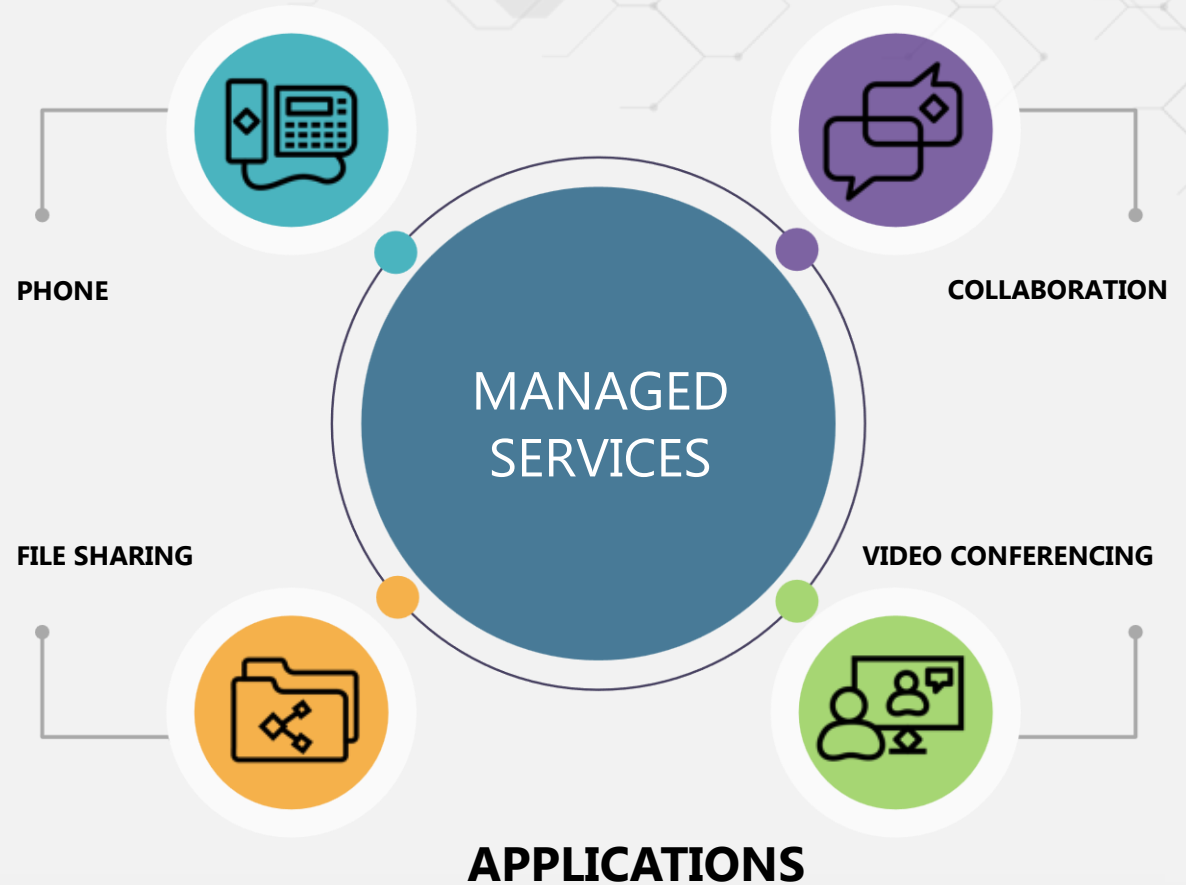 PHONE
COLLABORATION
MANAGED
SERVICES
FILE SHARING
VIDEO CONFERENCING
APPLICATIONS